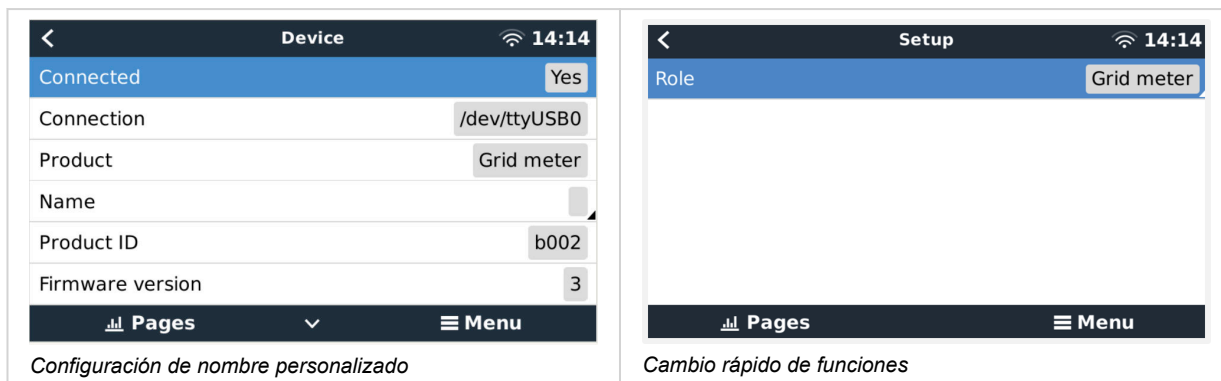 Device 14:14
Connected Yes
Connection /dev/ttyUSB0
Product Grid meter
Name
Product ID b002
Firmware version 3
Pages Menu
Configuración de nombre personalizado
Setup 14:14
Role Grid meter
Pages Menu
Cambio rápido de funciones